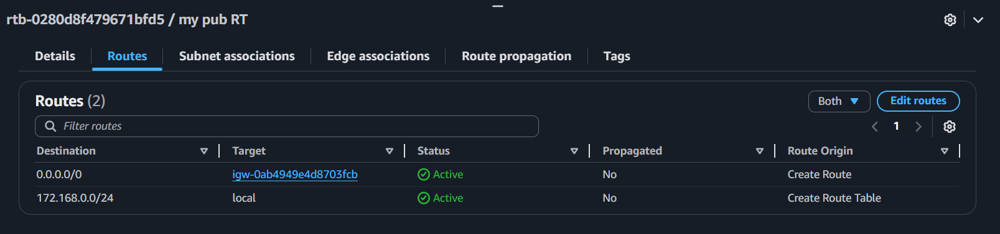 rtb-0280d8f479671bfd5 / my pub RT
Details Routes Subnet associations Edge associations Route propagation Tags
Routes (2) Both Edit routes
Filter routes 1
Destination Target Status Propagated Route Origin
0.0.0.0/0 igw-0ab4949e4d8703fcb Active No Create Route
172.168.0.0/24 local Active No Create Route Table